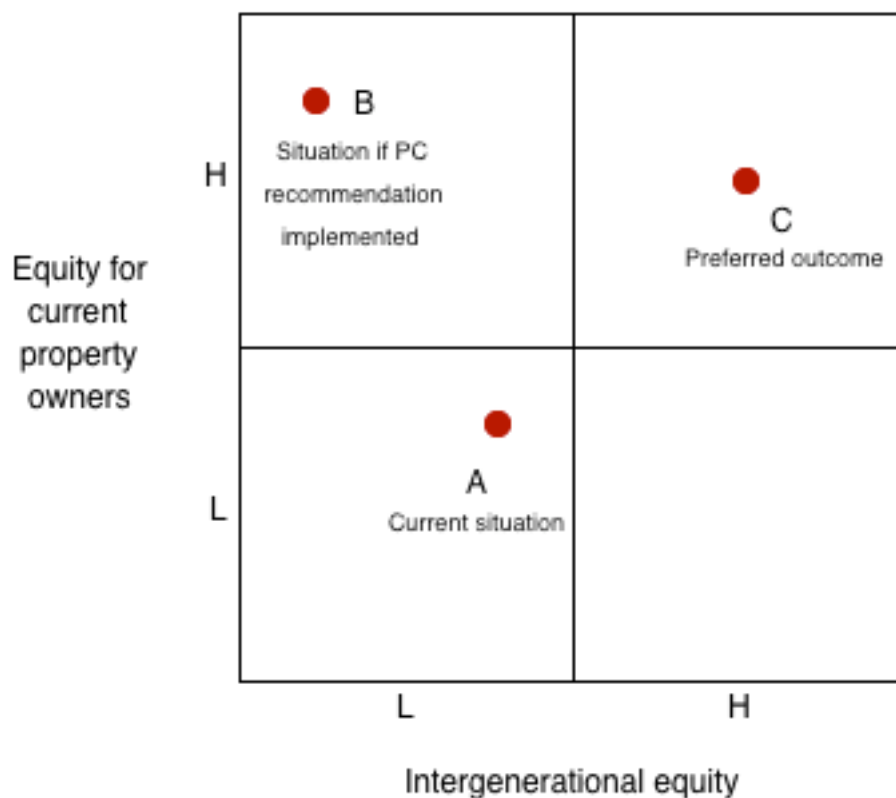 B
Situation if PC
recommendation
implemented
H
C
Preferred outcome
Equity for
current
property
owners
A
Current situation
L
L
H
Intergenerational equity